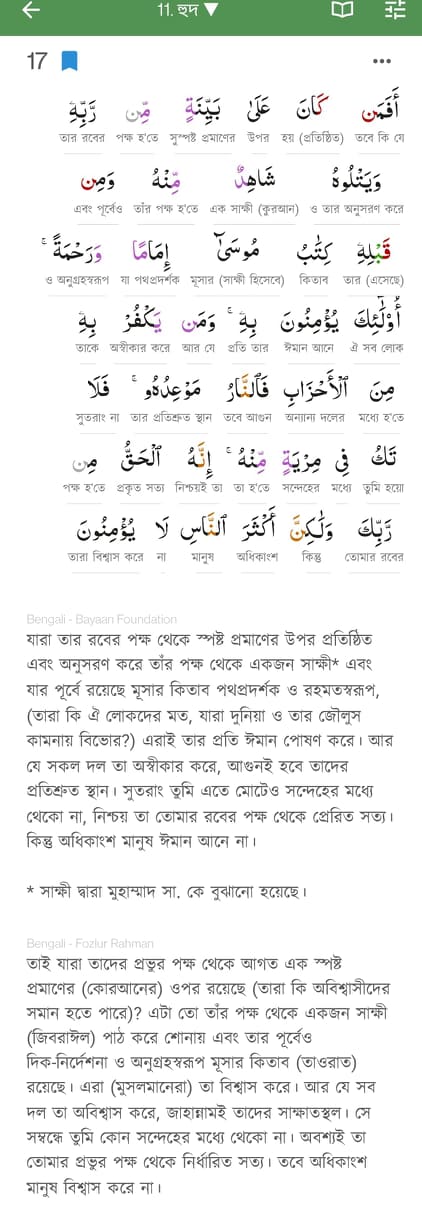 11. হুদ ▼
17
أَفَمَن كَانَ عَلَىٰ بَيِّنَةٍ مِّن رَّبِّهِۦ
তার রবের পক্ষ হ'তে সুস্পষ্ট প্রমাণের উপর হয় (প্রতিষ্ঠিত) তবে কি যে
وَيَتْلُوهُ شَاهِدٌ مِّنْهُ وَمِن
এবং পূর্বেও তাঁর পক্ষ হ'তে এক সাক্ষী (কুরআন) ও তার অনুসরণ করে
قَبْلِهِۦ كِتَٰبُ مُوسَىٰٓ إِمَامًا وَرَحْمَةً ۚ
ও অনুগ্রহস্বরূপ যা পথপ্রদর্শক মূসার (সাক্ষী হিসেবে) কিতাব তার (এসেছে)
أُو۟لَٰٓئِكَ يُؤْمِنُونَ بِهِۦ ۚ وَمَن يَكْفُرْ بِهِۦ
তাকে অস্বীকার করে আর যে প্রতি তার ঈমান আনে ঐ সব লোক
مِنَ ٱلْأَحْزَابِ فَٱلنَّارُ مَوْعِدُهُۥ ۚ فَلَا
সুতরাং না তার প্রতিশ্রুত স্থান তবে আগুন অন্যান্য দলের মধ্যে হ'তে
تَكُ فِى مِرْيَةٍ مِّنْهُ ۚ إِنَّهُ ٱلْحَقُّ مِن
পক্ষ হ'তে প্রকৃত সত্য নিশ্চয়ই তা তা হ'তে সন্দেহের মধ্যে তুমি হয়ো
رَّبِّكَ وَلَٰكِنَّ أَكْثَرَ ٱلنَّاسِ لَا يُؤْمِنُونَ
তারা বিশ্বাস করে না মানুষ অধিকাংশ কিন্তু তোমার রবের
Bengali - Bayaan Foundation
যারা তার রবের পক্ষ থেকে স্পষ্ট প্রমাণের উপর প্রতিষ্ঠিত
এবং অনুসরণ করে তাঁর পক্ষ থেকে একজন সাক্ষী* এবং
যার পূর্বে রয়েছে মূসার কিতাব পথপ্রদর্শক ও রহমতস্বরূপ,
(তারা কি ঐ লোকদের মত, যারা দুনিয়া ও তার জৌলুস
কামনায় বিভোর?) এরাই তার প্রতি ঈমান পোষণ করে। আর
যে সকল দল তা অস্বীকার করে, আগুনই হবে তাদের
প্রতিশ্রুত স্থান। সুতরাং তুমি এতে মোটেও সন্দেহের মধ্যে
থেকো না, নিশ্চয় তা তোমার রবের পক্ষ থেকে প্রেরিত সত্য।
কিন্তু অধিকাংশ মানুষ ঈমান আনে না।
* সাক্ষী দ্বারা মুহাম্মাদ সা. কে বুঝানো হয়েছে।
Bengali - Fozlur Rahman
তাই যারা তাদের প্রভুর পক্ষ থেকে আগত এক স্পষ্ট
প্রমাণের (কোরআনের) ওপর রয়েছে (তারা কি অবিশ্বাসীদের
সমান হতে পারে)? এটা তো তাঁর পক্ষ থেকে একজন সাক্ষী
(জিবরাঈল) পাঠ করে শোনায় এবং তার পূর্বেও
দিক-নির্দেশনা ও অনুগ্রহস্বরূপ মূসার কিতাব (তাওরাত)
রয়েছে। এরা (মুসলমানেরা) তা বিশ্বাস করে। আর যে সব
দল তা অবিশ্বাস করে, জাহান্নামই তাদের সাক্ষাতস্থল। সে
সম্বন্ধে তুমি কোন সন্দেহের মধ্যে থেকো না। অবশ্যই তা
তোমার প্রভুর পক্ষ থেকে নির্ধারিত সত্য। তবে অধিকাংশ
মানুষ বিশ্বাস করে না।